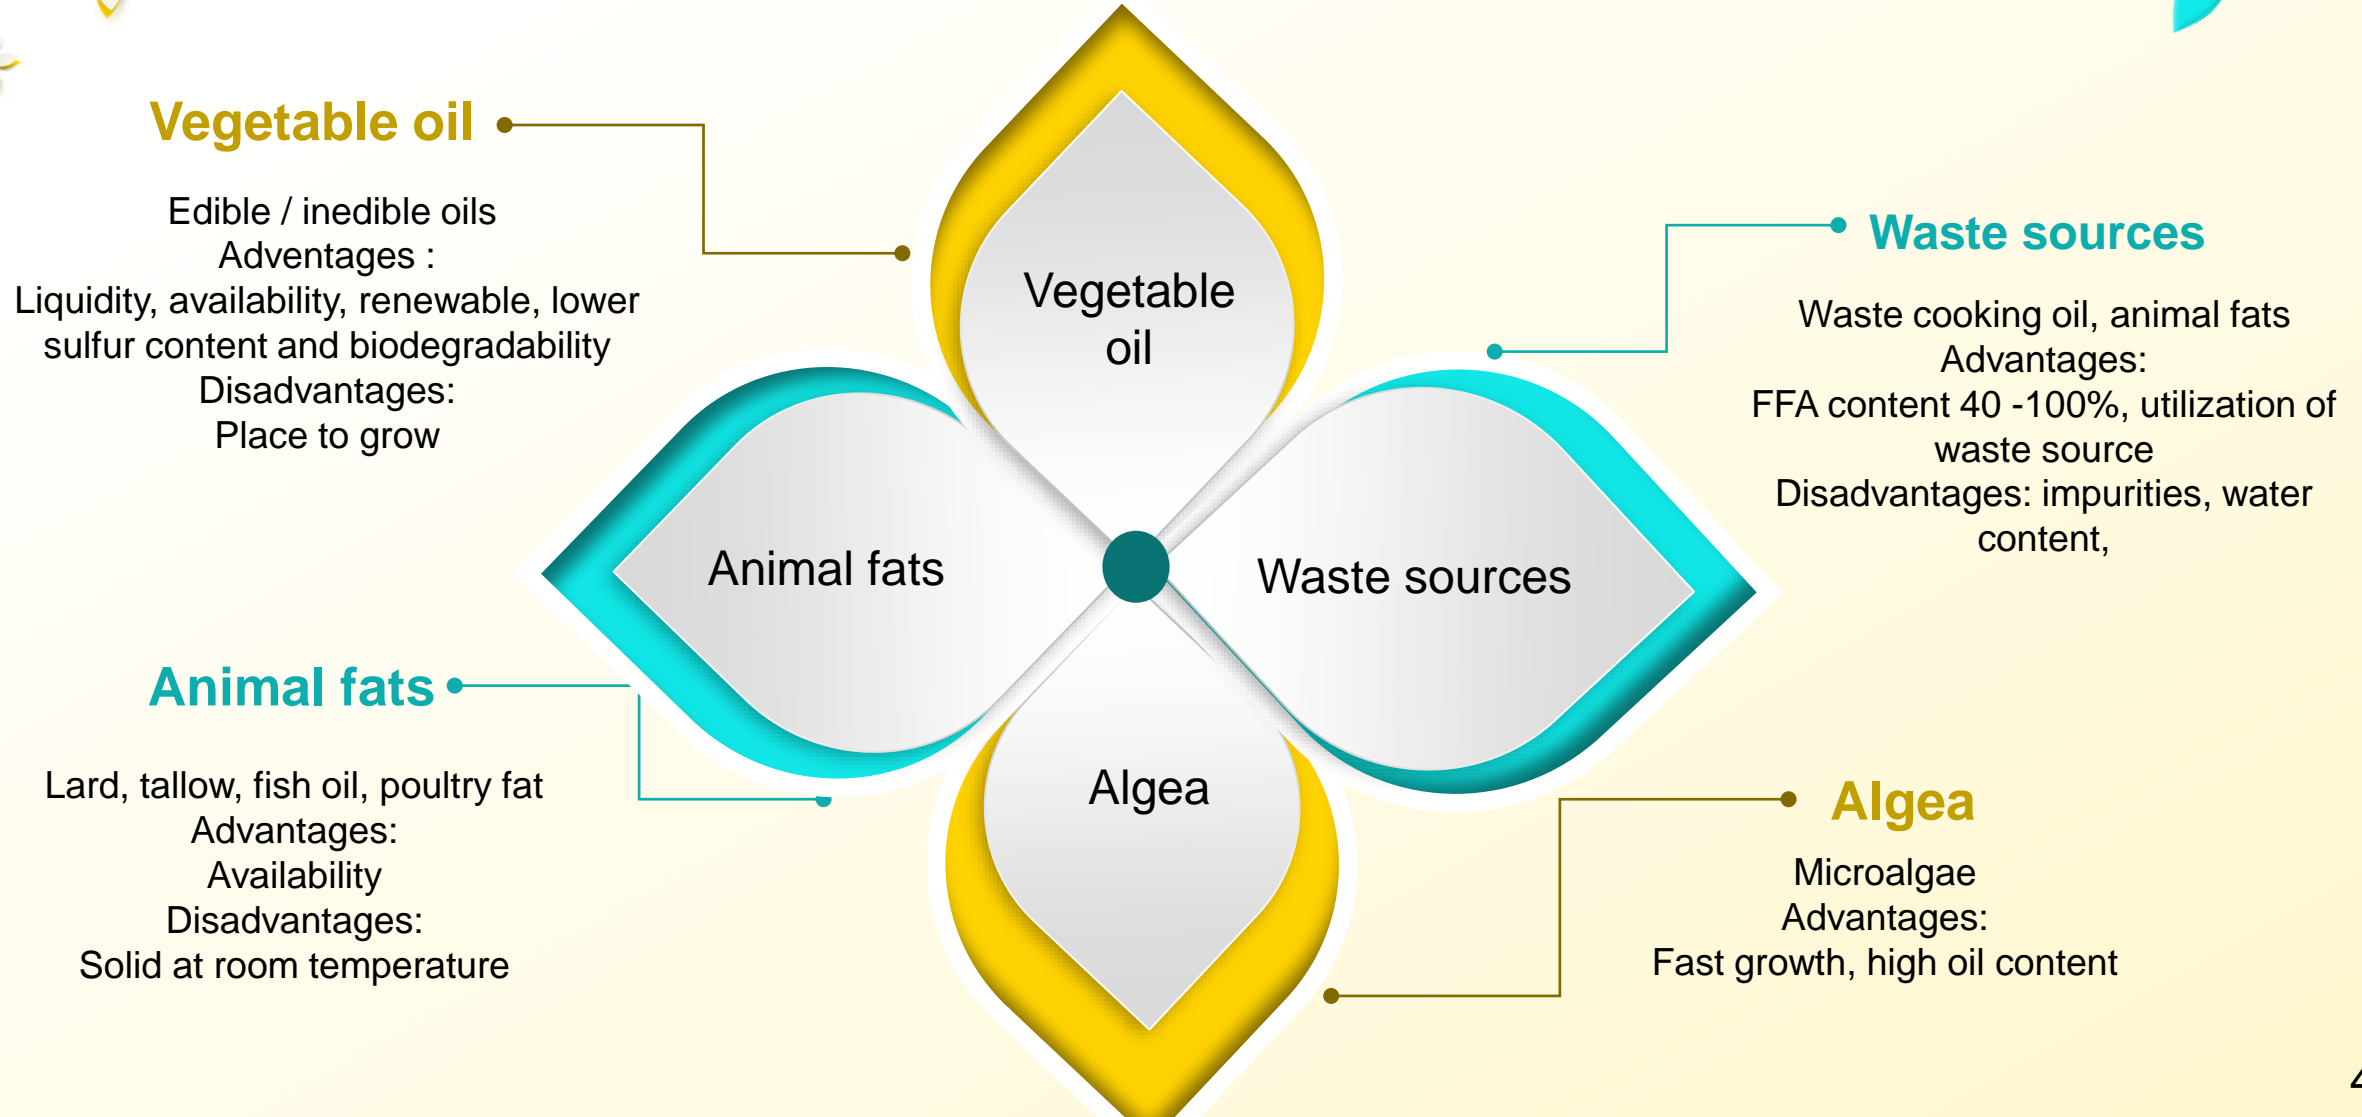 Vegetable oil
Edible / inedible oils
Adventages :
Liquidity, availability, renewable, lower
sulfur content and biodegradability
Disadvantages:
Place to grow
Vegetable
oil
Waste sources
Waste cooking oil, animal fats
Advantages:
FFA content 40 -100%, utilization of
waste source
Disadvantages: impurities, water
content,
Animal fats
Waste sources
Animal fats
Lard, tallow, fish oil, poultry fat
Advantages:
Availability
Disadvantages:
Solid at room temperature
Algea
Algea
Microalgae
Advantages:
Fast growth, high oil content
4